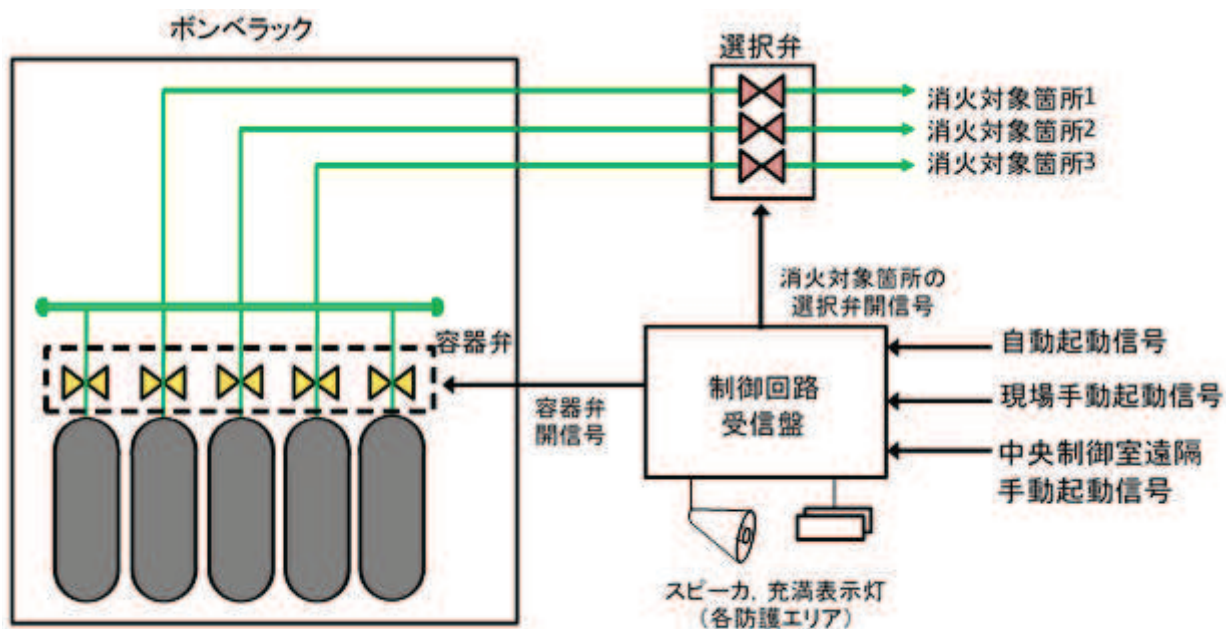 ボンベラック
選択弁
消火対象箇所1
消火対象箇所2
消火対象箇所3
消火対象箇所の
選択弁開信号
容器弁
自動起動信号
制御回路
受信盤
現場手動起動信号
容器弁
開信号
中央制御室遠隔
手動起動信号
スピーカ,充満表示灯
(各防護エリア)